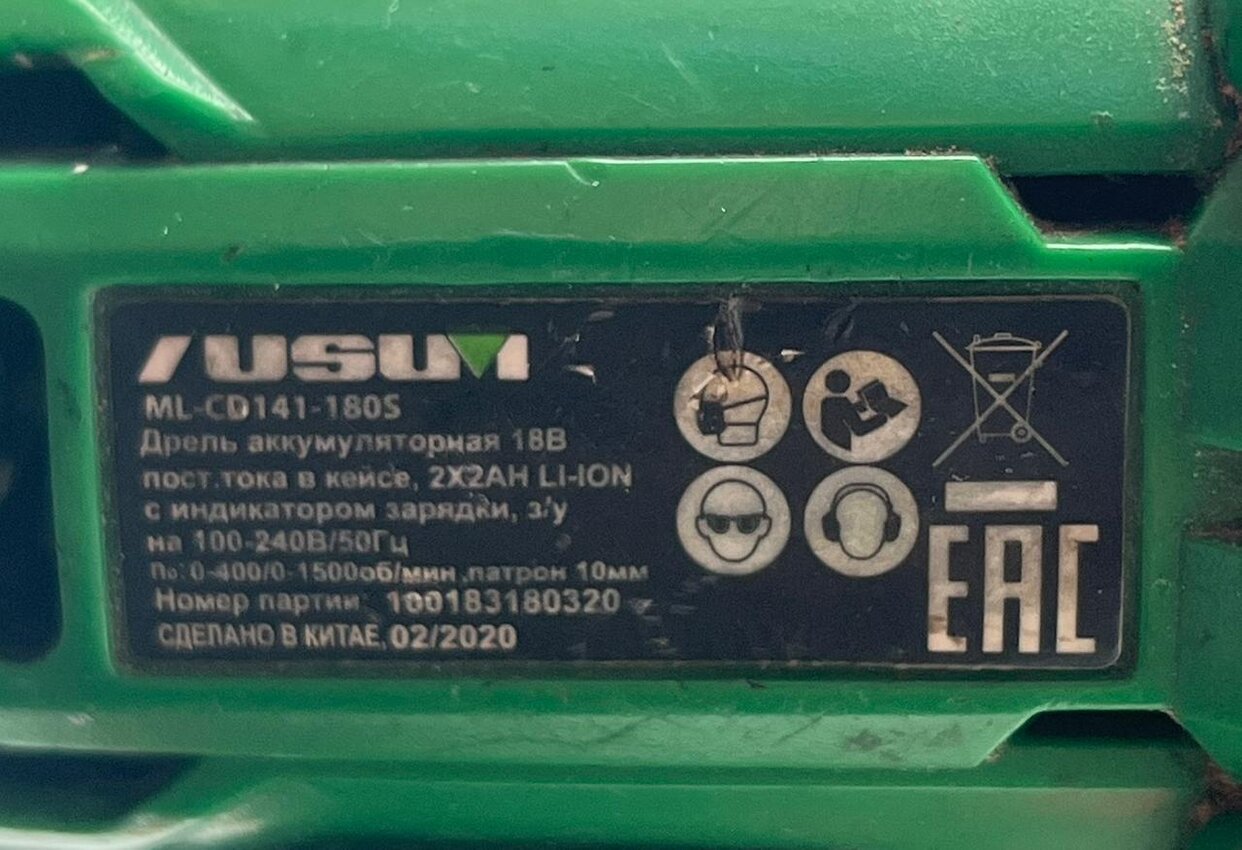 /USUM
ML-CD141-180S
Дрель аккумуляторная 18В
пост.тока в кейсе, 2X2AH LI-ION
с индикатором зарядки, з/у
на 100-240В/50Гц
n₀: 0-400/0-1500об/мин ,патрон 10мм
Номер партии 100183180320
СДЕЛАНО В КИТАЕ, 02/2020
EAC